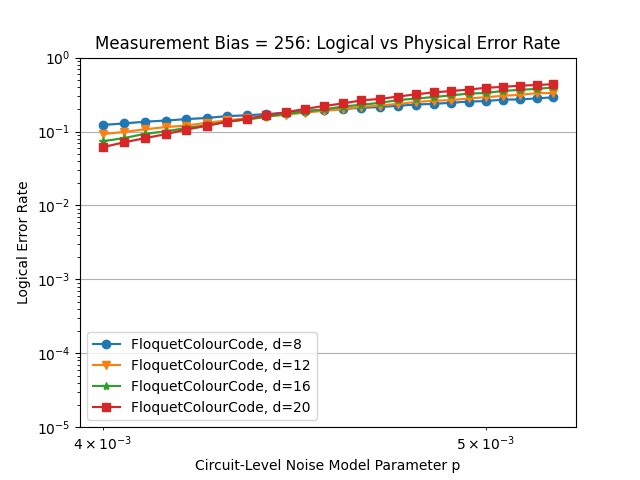 Measurement Bias = 256: Logical vs Physical Error Rate
Logical Error Rate
10⁰
10⁻¹
10⁻²
10⁻³
10⁻⁴
10⁻⁵
FloquetColourCode, d=8
FloquetColourCode, d=12
FloquetColourCode, d=16
FloquetColourCode, d=20
4 × 10⁻³
5 × 10⁻³
Circuit-Level Noise Model Parameter p